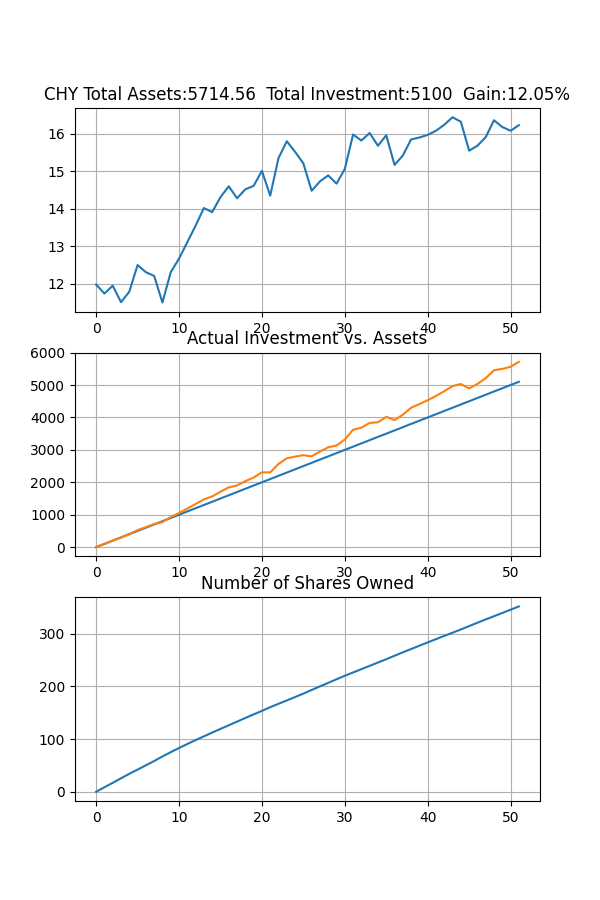 CHY Total Assets:5714.56  Total Investment:5100  Gain:12.05%
16
15
14
13
12
0 10 20 30 40 50
Actual Investment vs. Assets
6000
5000
4000
3000
2000
1000
0
0 10 20 30 40 50
Number of Shares Owned
300
200
100
0
0 10 20 30 40 50